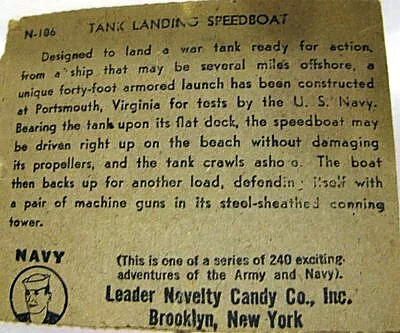 N-106 TANK LANDING SPEEDBOAT
Designed to land a war tank ready for action,
from a ship that may be several miles offshore, a
unique forty-foot armored launch has been constructed
at Portsmouth, Virginia for tests by the U. S. Navy.
Bearing the tank upon its flat deck, the speedboat may
be driven right up on the beach without damaging
its propellers, and the tank crawls ashore. The boat
then backs up for another load, defending itself with
a pair of machine guns in its steel-sheathed conning
tower.
NAVY
(This is one of a series of 240 exciting
adventures of the Army and Navy).
Leader Novelty Candy Co., Inc.
Brooklyn, New York